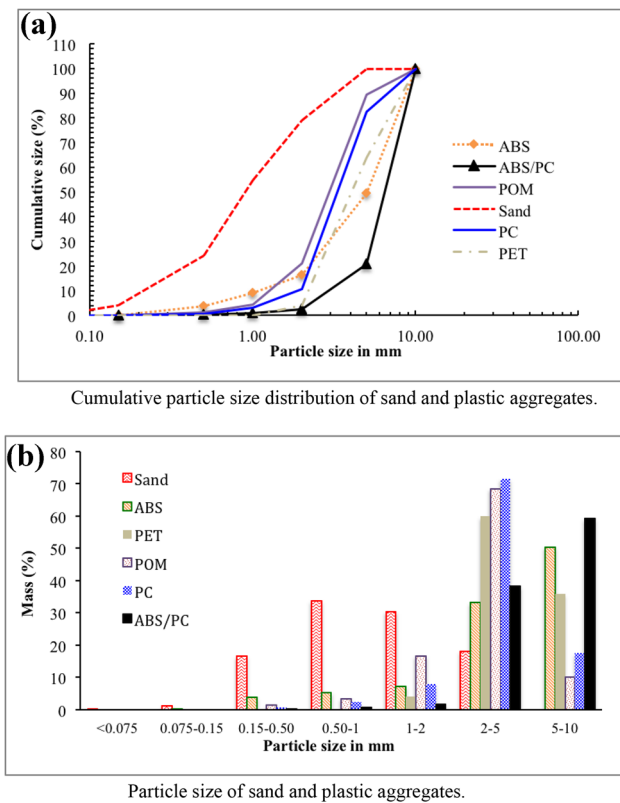 (a)
110
100
90
80
70
60
50
40
30
20
10
0
Cumulative size (%)
0.10 1.00 10.00 100.00
Particle size in mm
ABS
ABS/PC
POM
Sand
PC
PET
Cumulative particle size distribution of sand and plastic aggregates.
(b)
80
70
60
50
40
30
20
10
0
Mass (%)
Sand
ABS
PET
POM
PC
ABS/PC
<0.075 0.075-0.15 0.15-0.50 0.50-1 1-2 2-5 5-10
Particle size in mm
Particle size of sand and plastic aggregates.